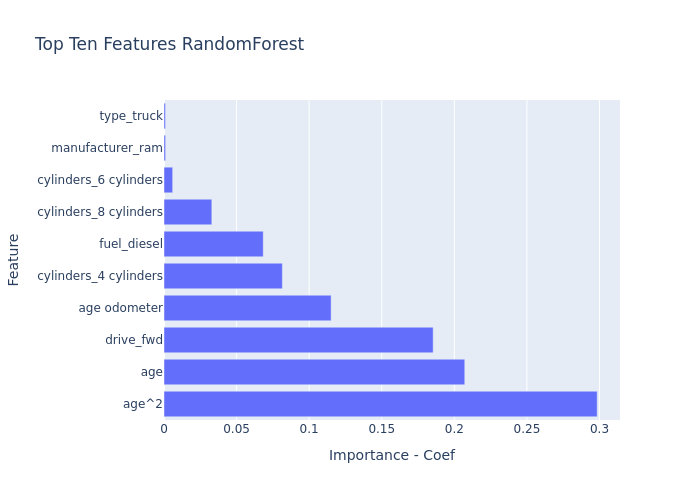 Top Ten Features RandomForest
type_truck
manufacturer_ram
cylinders_6 cylinders
cylinders_8 cylinders
fuel_diesel
cylinders_4 cylinders
age odometer
drive_fwd
age
age^2
Feature
0 0.05 0.1 0.15 0.2 0.25 0.3
Importance - Coef